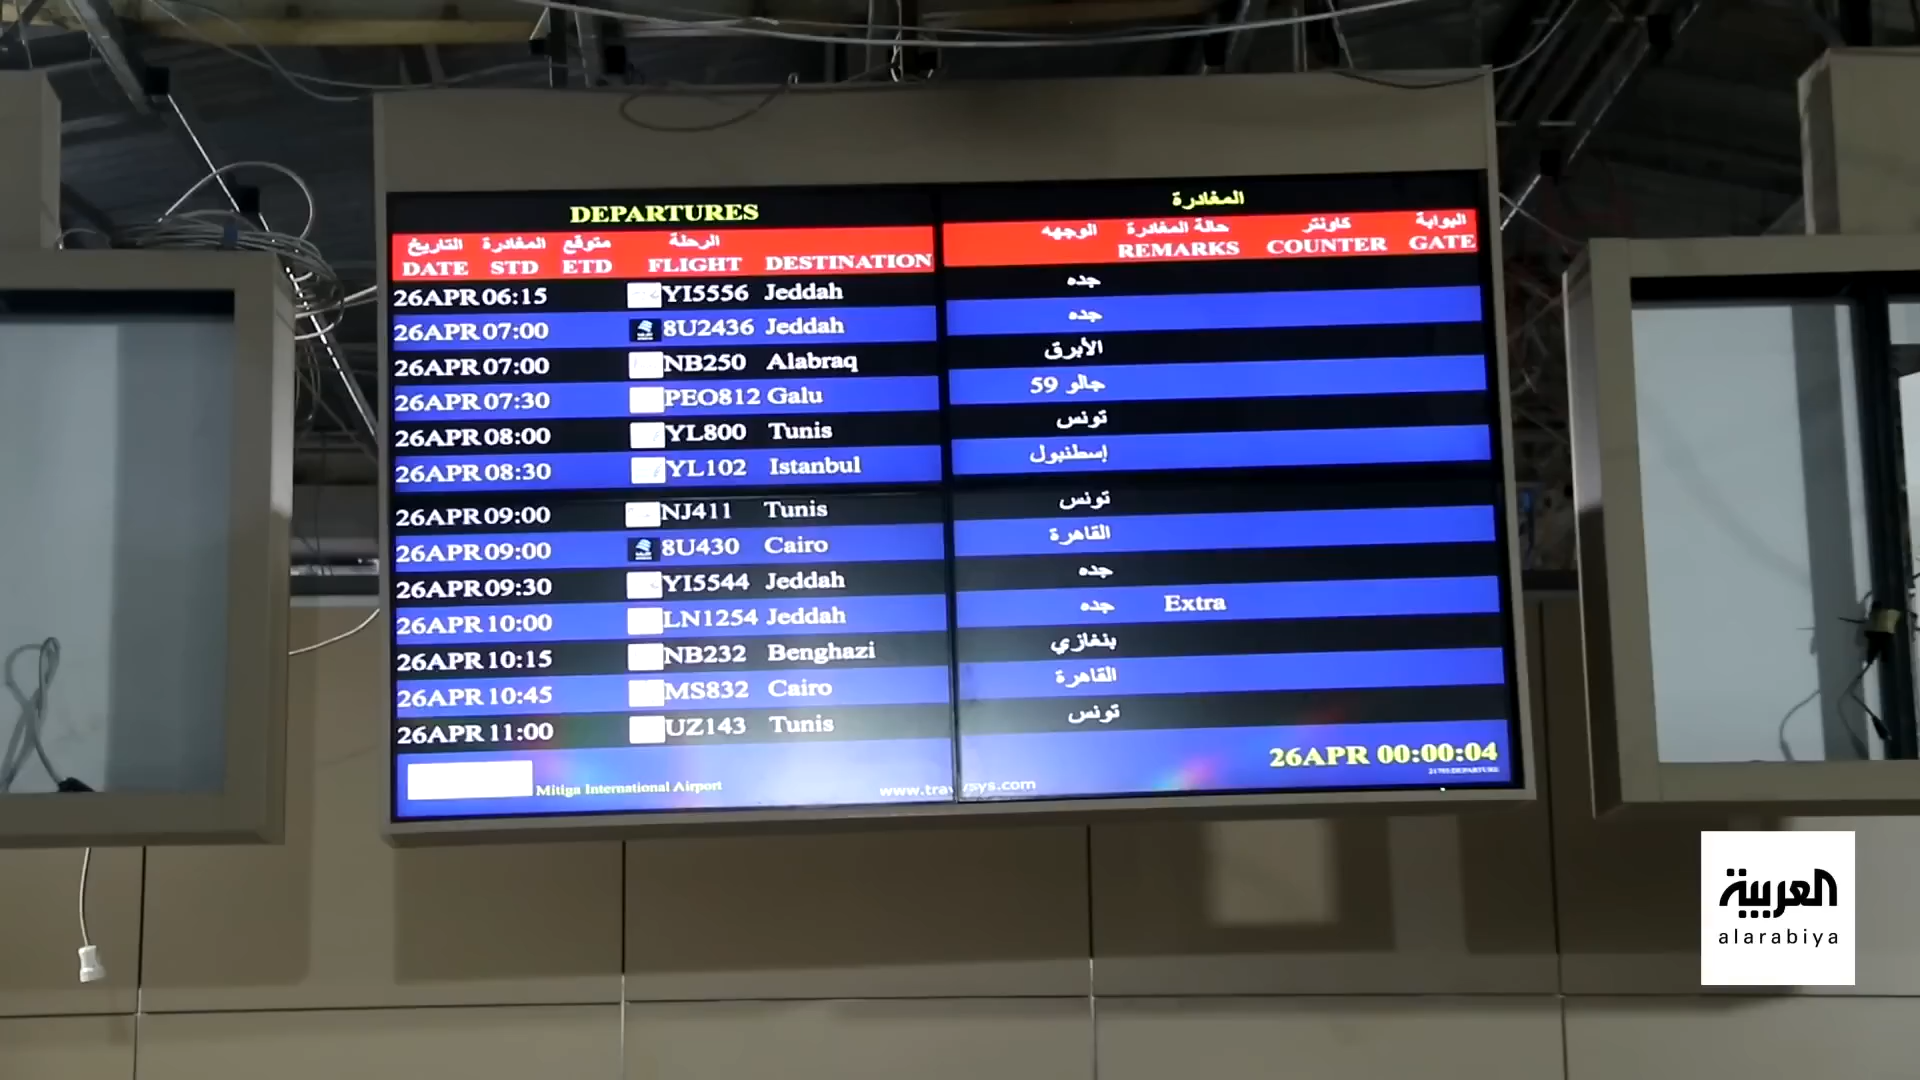 DEPARTURES المغادرة
التاريخ المغادرة متوقع الرحلة الوجهه حالة المغادرة كاونتر البوابة
DATE STD ETD FLIGHT DESTINATION REMARKS COUNTER GATE
26APR 06:15 YI5556 Jeddah جده
26APR 07:00 8U2436 Jeddah جده
26APR 07:00 NB250 Alabraq الأبرق
26APR 07:30 PEO812 Galu جالو 59
26APR 08:00 YL800 Tunis تونس
26APR 08:30 YL102 Istanbul إسطنبول
26APR 09:00 NJ411 Tunis تونس
26APR 09:00 8U430 Cairo القاهرة
26APR 09:30 YI5544 Jeddah جده
26APR 10:00 LN1254 Jeddah جده Extra
26APR 10:15 NB232 Benghazi بنغازي
26APR 10:45 MS832 Cairo القاهرة
26APR 11:00 UZ143 Tunis تونس
26APR 00:00:04
Mitiga International Airport
العربية
alarabiya